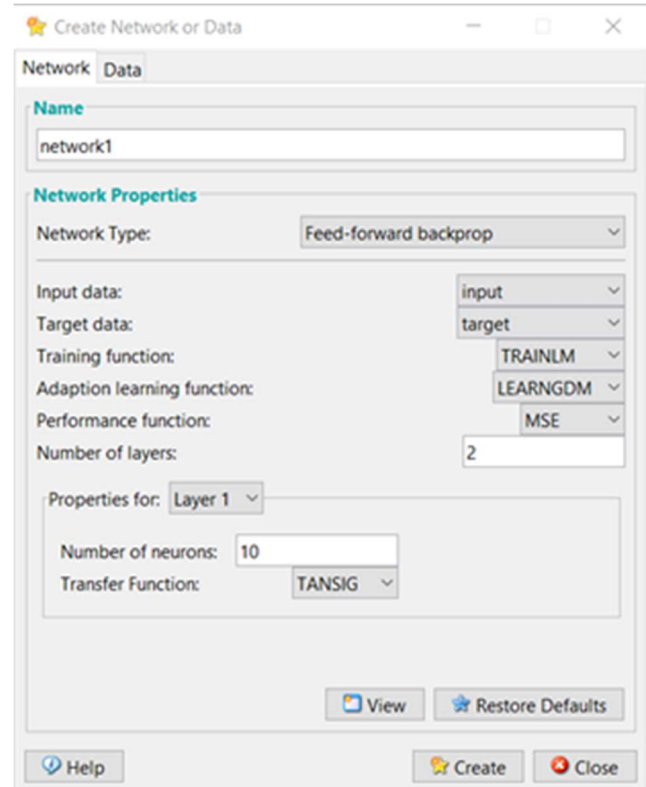 Create Network or Data
Network Data
Name
network1
Network Properties
Network Type: Feed-forward backprop
Input data: input
Target data: target
Training function: TRAINLM
Adaption learning function: LEARNGDM
Performance function: MSE
Number of layers: 2
Properties for: Layer 1
Number of neurons: 10
Transfer Function: TANSIG
View Restore Defaults
Help Create Close